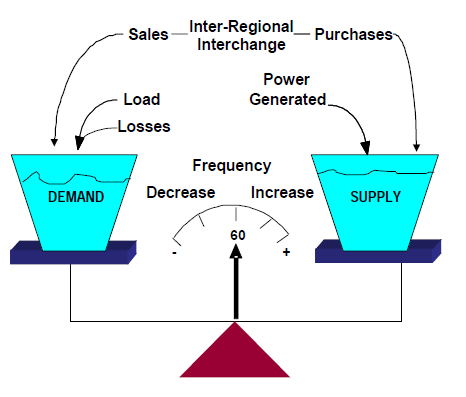 Sales Inter-Regional Interchange Purchases
Load
Losses
Power
Generated
Frequency
Decrease Increase
DEMAND
SUPPLY
60
- +